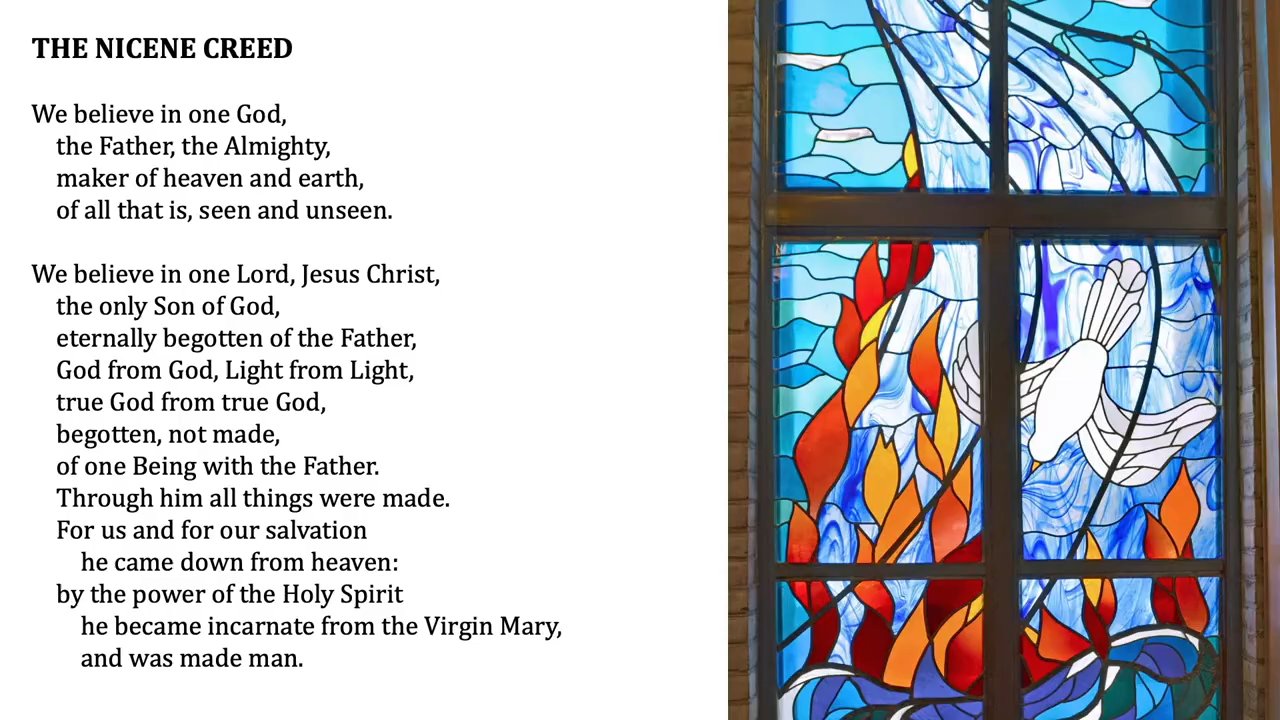 THE NICENE CREED
We believe in one God,
the Father, the Almighty,
maker of heaven and earth,
of all that is, seen and unseen.
We believe in one Lord, Jesus Christ,
the only Son of God,
eternally begotten of the Father,
God from God, Light from Light,
true God from true God,
begotten, not made,
of one Being with the Father.
Through him all things were made.
For us and for our salvation
he came down from heaven:
by the power of the Holy Spirit
he became incarnate from the Virgin Mary,
and was made man.